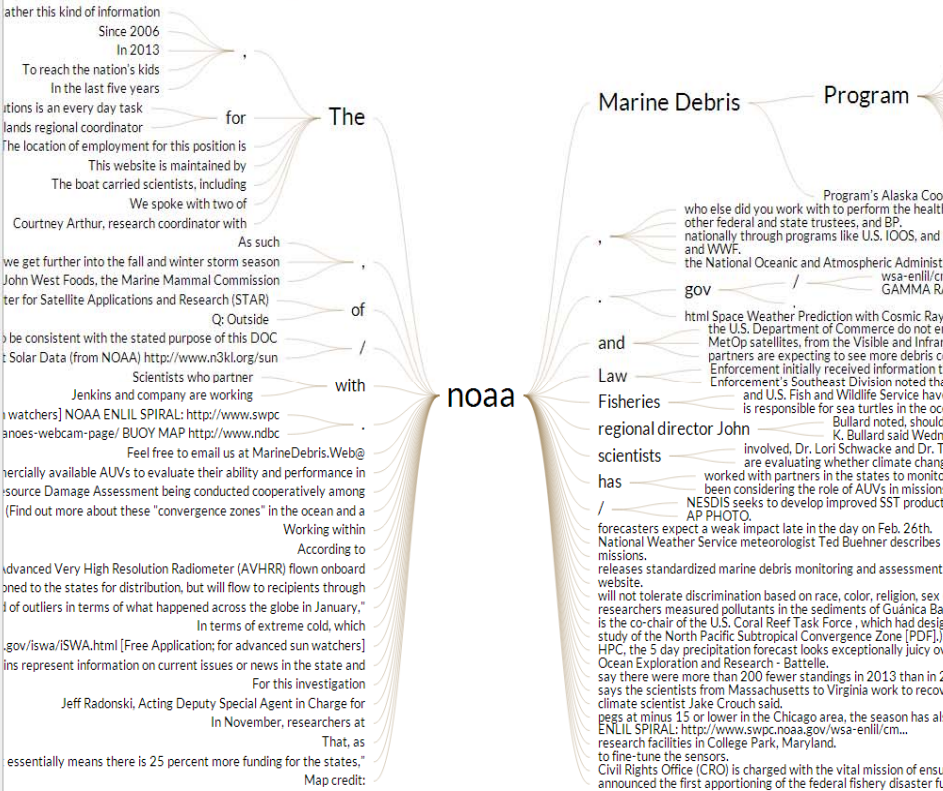 ather this kind of information
Since 2006
In 2013
To reach the nation's kids
In the last five years
,
utions is an every day task
lands regional coordinator
for
The location of employment for this position is
This website is maintained by
The boat carried scientists, including
We spoke with two of
Courtney Arthur, research coordinator with
The
As such
we get further into the fall and winter storm season
John West Foods, the Marine Mammal Commission
,
ter for Satellite Applications and Research (STAR)
Q: Outside
of
o be consistent with the stated purpose of this DOC
t Solar Data (from NOAA) http://www.n3kl.org/sun
/
Scientists who partner
Jenkins and company are working
with
n watchers] NOAA ENLIL SPIRAL: http://www.swpc
anoes-webcam-page/ BUOY MAP http://www.ndbc
.
Feel free to email us at MarineDebris.Web@
mercially available AUVs to evaluate their ability and performance in
esource Damage Assessment being conducted cooperatively among
(Find out more about these "convergence zones" in the ocean and a
Working within
According to
Advanced Very High Resolution Radiometer (AVHRR) flown onboard
oned to the states for distribution, but will flow to recipients through
d of outliers in terms of what happened across the globe in January,"
In terms of extreme cold, which
.gov/iswa/iSWA.html [Free Application; for advanced sun watchers]
ins represent information on current issues or news in the state and
For this investigation
Jeff Radonski, Acting Deputy Special Agent in Charge for
In November, researchers at
That, as
essentially means there is 25 percent more funding for the states,"
Map credit:
noaa
Marine Debris
Program
Program's Alaska Coo
,
who else did you work with to perform the healt
other federal and state trustees, and BP.
nationally through programs like U.S. IOOS, and
and WWF.
the National Oceanic and Atmospheric Administ
.
gov
/
wsa-enlil/cr
GAMMA RA
.
html Space Weather Prediction with Cosmic Ray
and
the U.S. Department of Commerce do not en
MetOp satellites, from the Visible and Infrar
partners are expecting to see more debris c
Law
Enforcement initially received information t
Enforcement's Southeast Division noted tha
Fisheries
and U.S. Fish and Wildlife Service have
is responsible for sea turtles in the oc
regional director John
Bullard noted, should
K. Bullard said Wedn
scientists
involved, Dr. Lori Schwacke and Dr. T
are evaluating whether climate chang
has
worked with partners in the states to monito
been considering the role of AUVs in mission
/
NESDIS seeks to develop improved SST product
AP PHOTO.
forecasters expect a weak impact late in the day on Feb. 26th.
National Weather Service meteorologist Ted Buehner describes
missions.
releases standardized marine debris monitoring and assessment
website.
will not tolerate discrimination based on race, color, religion, sex
researchers measured pollutants in the sediments of Guánica Ba
is the co-chair of the U.S. Coral Reef Task Force , which had desig
study of the North Pacific Subtropical Convergence Zone [PDF].)
HPC, the 5 day precipitation forecast looks exceptionally juicy ov
Ocean Exploration and Research - Battelle.
say there were more than 200 fewer standings in 2013 than in 2
says the scientists from Massachusetts to Virginia work to recov
climate scientist Jake Crouch said.
pegs at minus 15 or lower in the Chicago area, the season has als
ENLIL SPIRAL: http://www.swpc.noaa.gov/wsa-enlil/cm...
research facilities in College Park, Maryland.
to fine-tune the sensors.
Civil Rights Office (CRO) is charged with the vital mission of ensu
announced the first apportioning of the federal fishery disaster fu